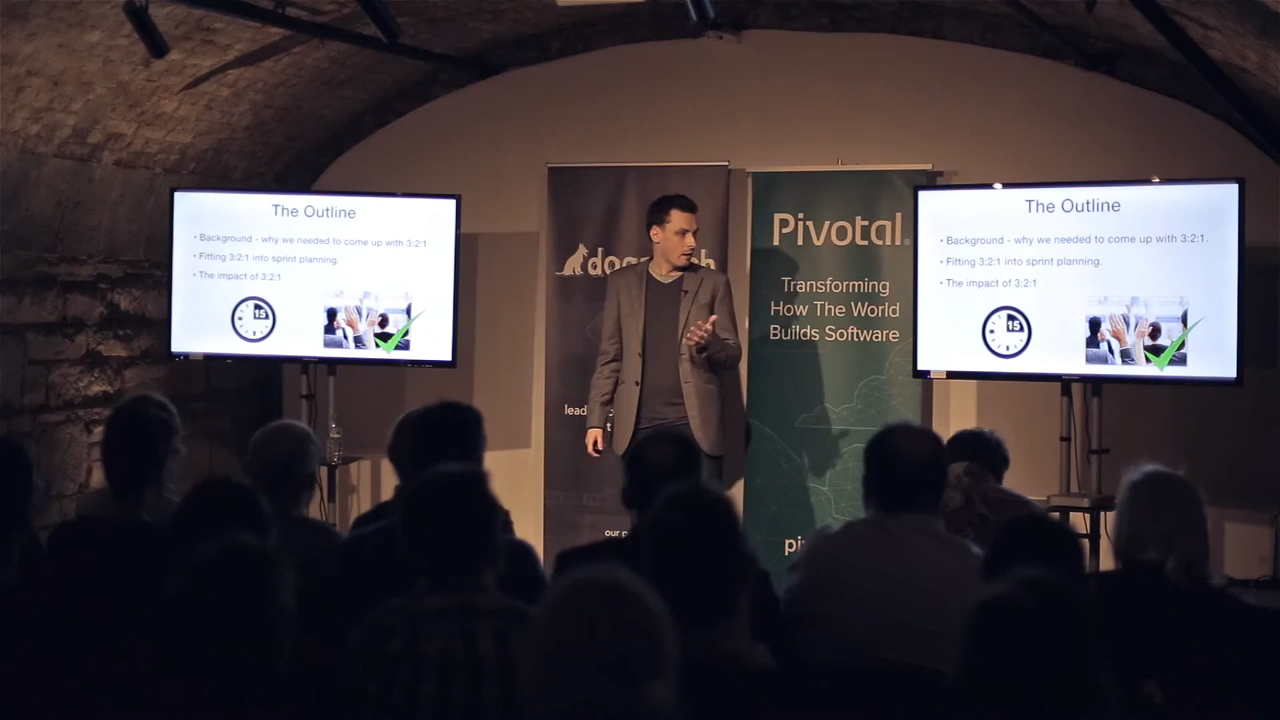 The Outline
• Background - why we needed to come up with 3:2:1
• Fitting 3:2:1 into sprint planning.
• The impact of 3:2:1
15
lead
our
Pivotal
Transforming
How The World
Builds Software
The Outline
• Background - why we needed to come up with 3:2:1.
• Fitting 3:2:1 into sprint planning.
• The impact of 3:2:1
15